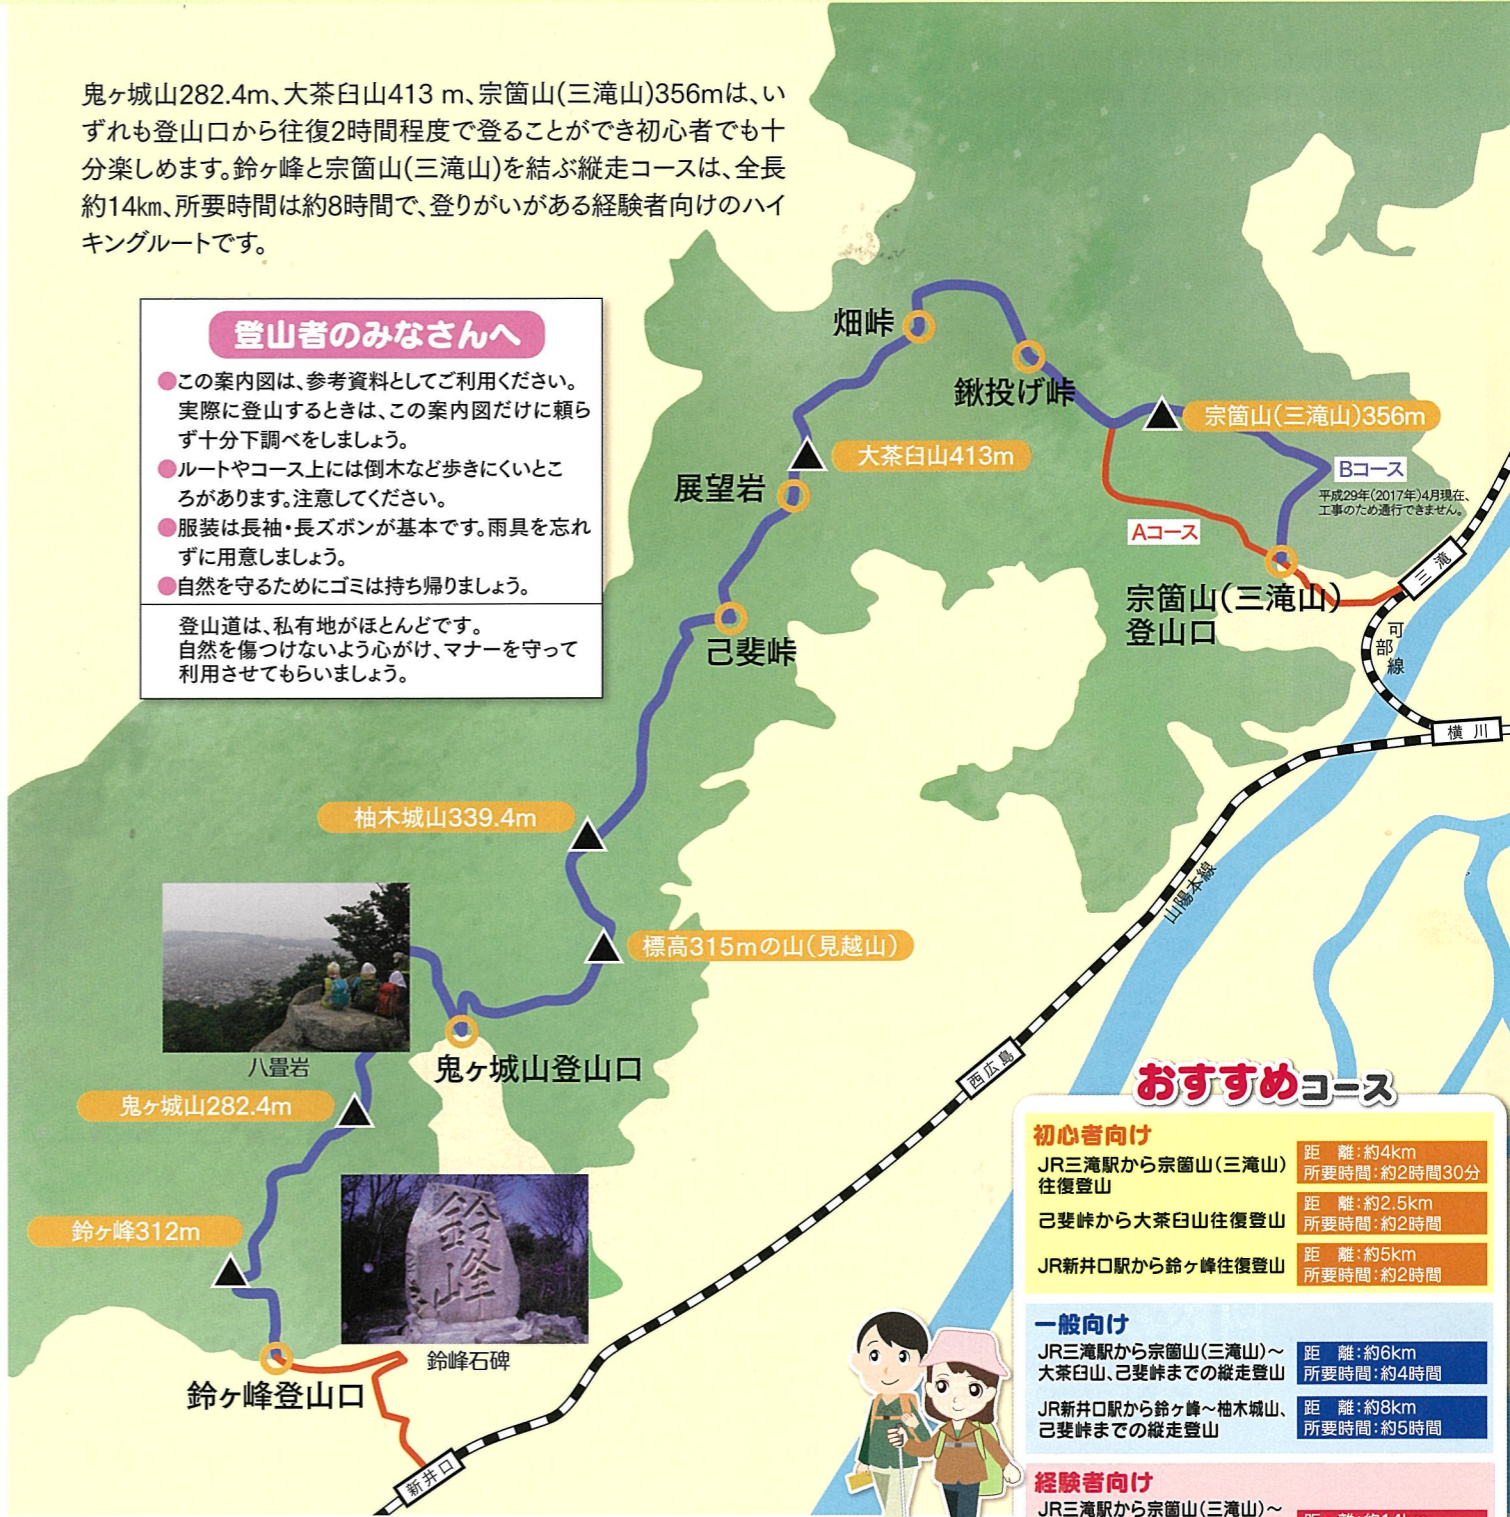 鬼ヶ城山282.4m、大茶臼山413 m、宗箇山(三滝山)356mは、い
ずれも登山口から往復2時間程度で登ることができ初心者でも十
分楽しめます。鈴ヶ峰と宗箇山(三滝山)を結ぶ縦走コースは、全長
約14㎞、所要時間は約8時間で、登りがいがある経験者向けのハイ
キングルートです。
登山者のみなさんへ
●この案内図は、参考資料としてご利用ください。
実際に登山するときは、この案内図だけに頼ら
ず十分下調べをしましょう。
●ルートやコース上には倒木など歩きにくいとこ
ろがあります。注意してください。
●服装は長袖・長ズボンが基本です。雨具を忘れ
ずに用意しましょう。
●自然を守るためにゴミは持ち帰りましょう。
登山道は、私有地がほとんどです。
自然を傷つけないよう心がけ、マナーを守って
利用させてもらいましょう。
畑峠
鍬投げ峠
宗箇山(三滝山)356m
大茶臼山413m
展望岩
Bコース
平成29年(2017年)4月現在、
工事のため通行できません。
Aコース
三滝
宗箇山(三滝山)
登山口
己斐峠
可部線
横川
柚木城山339.4m
山陽本線
標高315mの山(見越山)
八畳岩
鬼ヶ城山登山口
西広島
鬼ヶ城山282.4m
鈴ヶ峰312m
鈴峰山
鈴峰石碑
鈴ヶ峰登山口
新井口
おすすめコース
初心者向け
JR三滝駅から宗箇山(三滝山)
往復登山
距 離:約4km
所要時間:約2時間30分
己斐峠から大茶臼山往復登山
距 離:約2.5km
所要時間:約2時間
JR新井口駅から鈴ヶ峰往復登山
距 離:約5km
所要時間:約2時間
一般向け
JR三滝駅から宗箇山(三滝山)～
大茶臼山、己斐峠までの縦走登山
距 離:約6km
所要時間:約4時間
JR新井口駅から鈴ヶ峰～柚木城山、
己斐峠までの縦走登山
距 離:約8km
所要時間:約5時間
経験者向け
JR三滝駅から宗箇山(三滝山)～